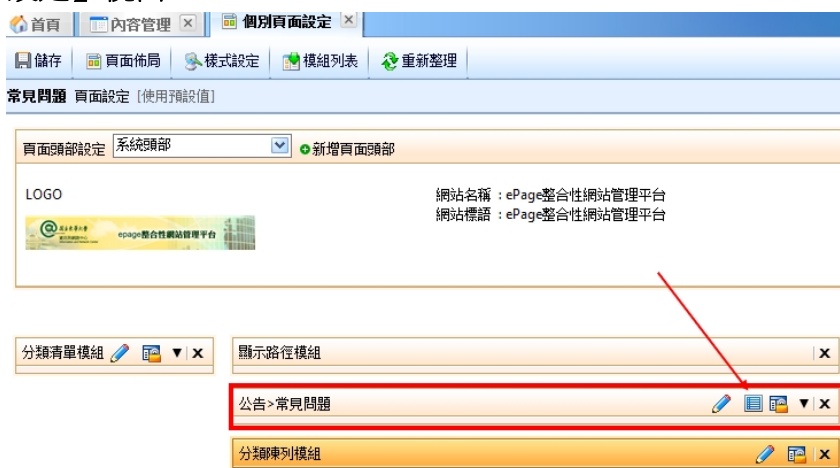 首頁 內容管理 個別頁面設定
儲存 頁面佈局 樣式設定 模組列表 重新整理
常見問題 頁面設定 [使用預設值]
頁面頭部設定 系統頭部 新增頁面頭部
LOGO
網站名稱 : ePage整合性網站管理平台
網站標語 : ePage整合性網站管理平台
epage整合性網站管理平台
分類清單模組
顯示路徑模組
公告>常見問題
分類陳列模組